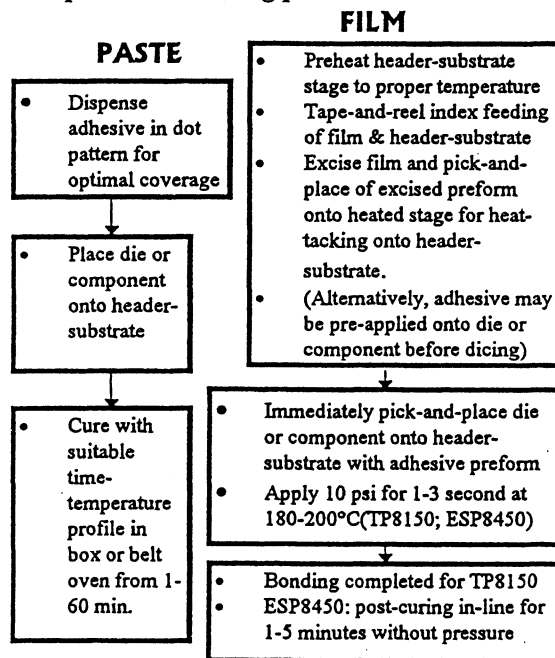 PASTE
• Dispense
adhesive in dot
pattern for
optimal coverage
• Place die or
component
onto header-
substrate
• Cure with
suitable
time-
temperature
profile in
box or belt
oven from 1-
60 min.
FILM
• Preheat header-substrate
stage to proper temperature
• Tape-and-reel index feeding
of film & header-substrate
• Excise film and pick-and-
place of excised preform
onto heated stage for heat-
tacking onto header-
substrate.
• (Alternatively, adhesive may
be pre-applied onto die or
component before dicing)
• Immediately pick-and-place die
or component onto header-
substrate with adhesive preform
• Apply 10 psi for 1-3 second at
180-200°C(TP8150; ESP8450)
• Bonding completed for TP8150
• ESP8450: post-curing in-line for
1-5 minutes without pressure